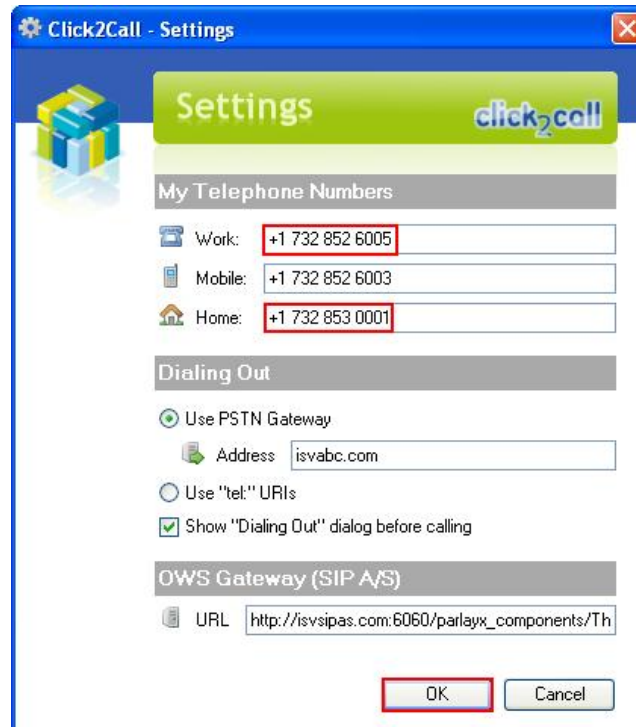 Click2Call - Settings
Settings
click2call
My Telephone Numbers
Work: +1 732 852 6005
Mobile: +1 732 852 6003
Home: +1 732 853 0001
Dialing Out
Use PSTN Gateway
Address isvabc.com
Use "tel:" URIs
Show "Dialing Out" dialog before calling
OWS Gateway (SIP A/S)
URL http://isvsipas.com:6060/parlayx_components/Th
OK Cancel